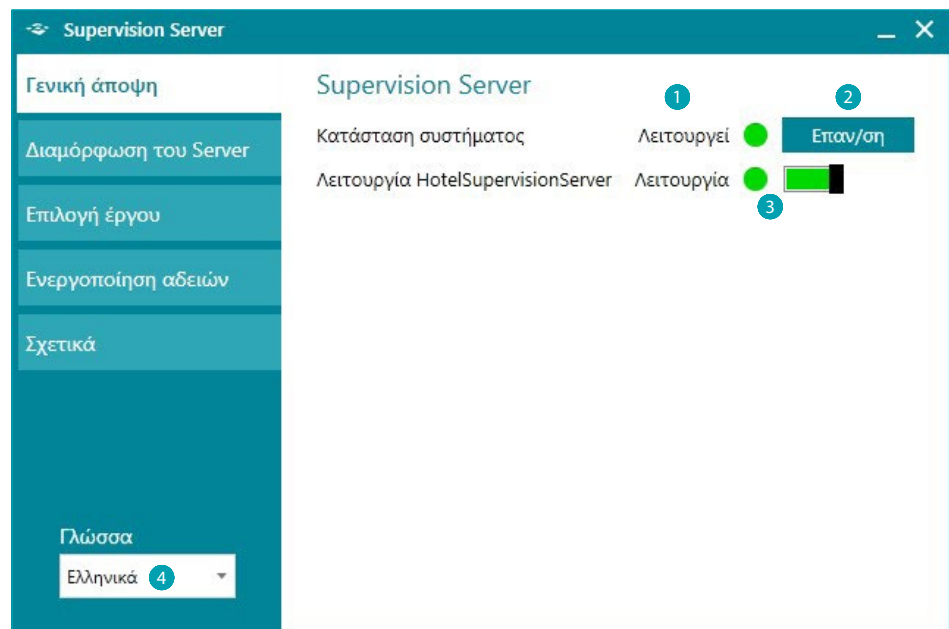 Supervision Server
Γενική άποψη
Διαμόρφωση του Server
Επιλογή έργου
Ενεργοποίηση αδειών
Σχετικά
Γλώσσα
Ελληνικά 4
Supervision Server
1 2
Κατάσταση συστήματος Λειτουργεί Επαν/ση
Λειτουργία HotelSupervisionServer Λειτουργία
3